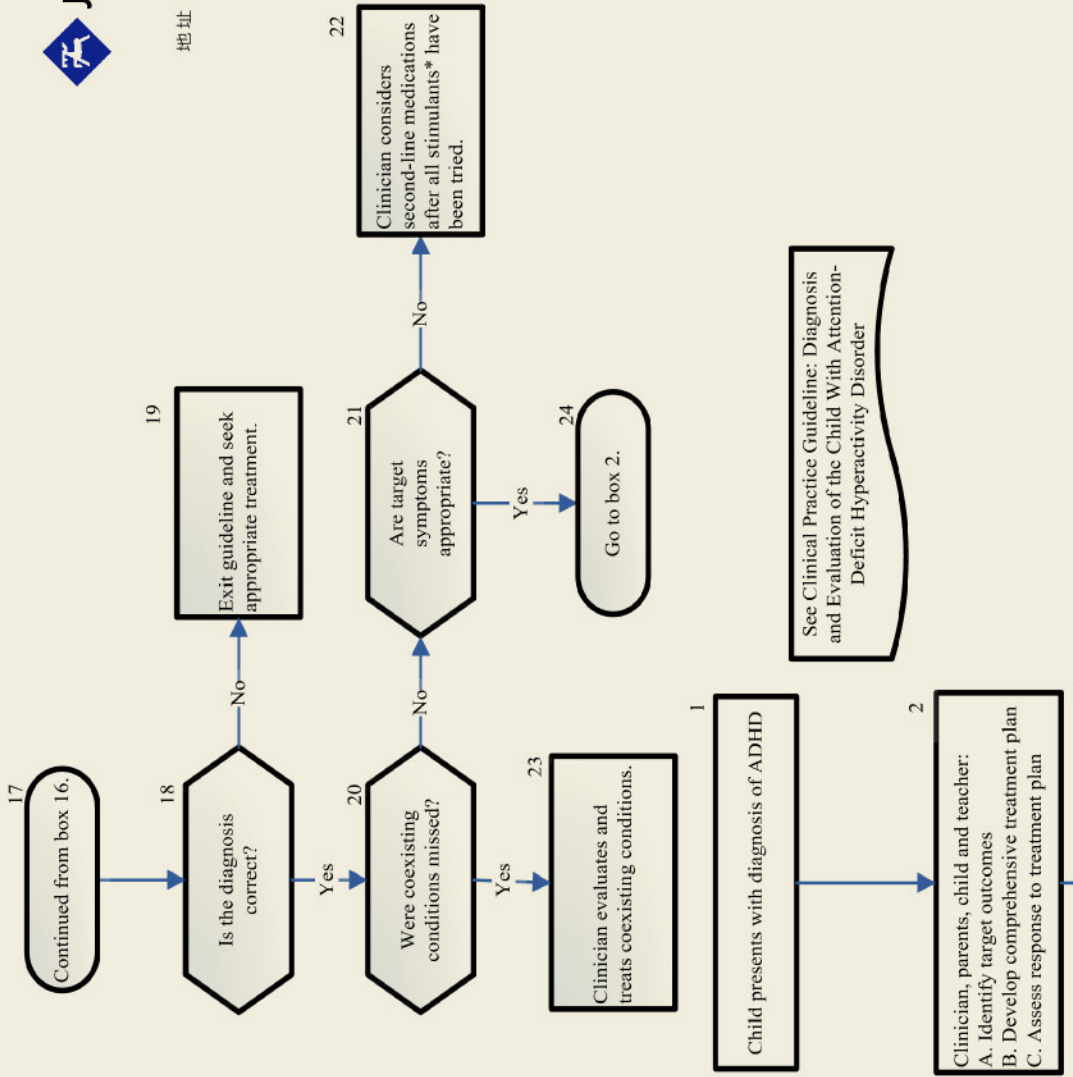 地址
17
Continued from box 16.
18
Is the diagnosis
correct?
No
19
Exit guideline and seek
appropriate treatment.
Yes
20
Were coexisting
conditions missed?
No
21
Are target
symptoms
appropriate?
No
22
Clinician considers
second-line medications
after all stimulants* have
been tried.
Yes
23
Clinician evaluates and
treats coexisting conditions.
Yes
24
Go to box 2.
1
Child presents with diagnosis of ADHD
See Clinical Practice Guideline: Diagnosis
and Evaluation of the Child With Attention-
Deficit Hyperactivity Disorder
2
Clinician, parents, child and teacher:
A. Identify target outcomes
B. Develop comprehensive treatment plan
C. Assess response to treatment plan